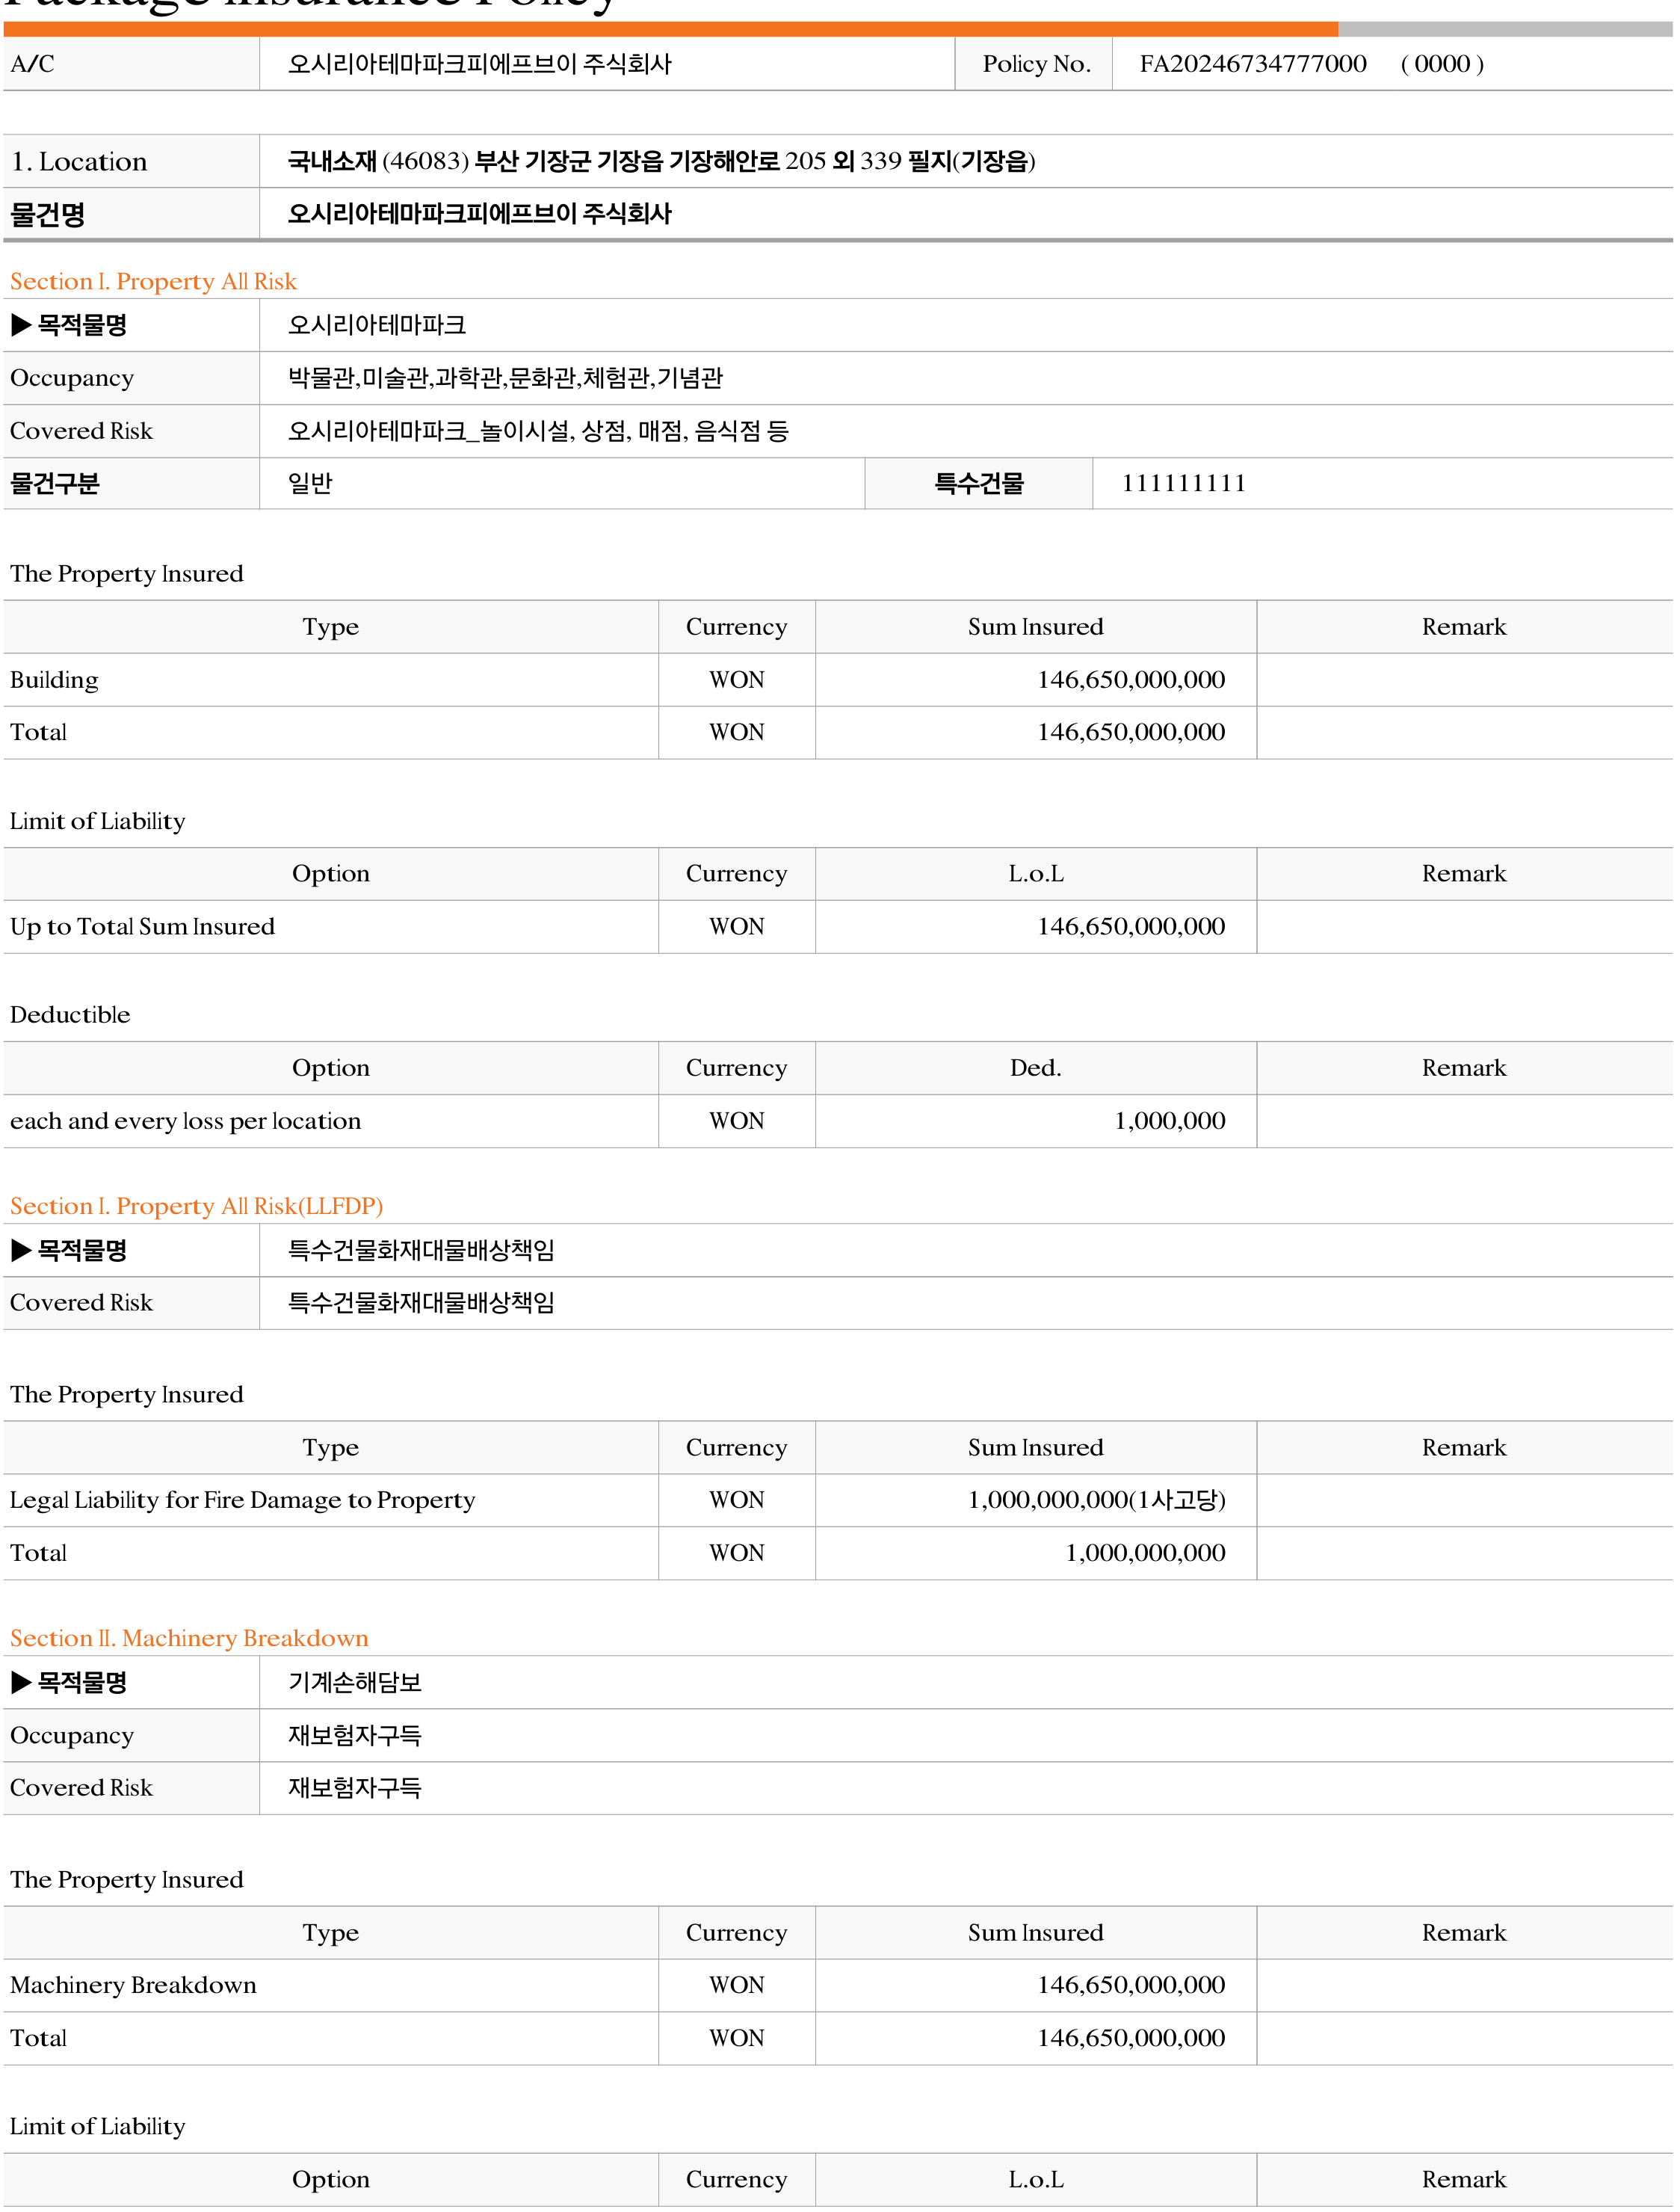 Package Insurance Policy
A/C 오시리아테마파크피에프브이 주식회사 Policy No. FA20246734777000 ( 0000 )
1. Location 국내소재 (46083) 부산 기장군 기장읍 기장해안로 205 외 339 필지(기장읍)
물건명 오시리아테마파크피에프브이 주식회사
Section I. Property All Risk
▶ 목적물명 오시리아테마파크
Occupancy 박물관,미술관,과학관,문화관,체험관,기념관
Covered Risk 오시리아테마파크_놀이시설, 상점, 매점, 음식점 등
물건구분 일반 특수건물 111111111
The Property Insured
Type Currency Sum Insured Remark
Building WON 146,650,000,000
Total WON 146,650,000,000
Limit of Liability
Option Currency L.o.L Remark
Up to Total Sum Insured WON 146,650,000,000
Deductible
Option Currency Ded. Remark
each and every loss per location WON 1,000,000
Section I. Property All Risk(LLFDP)
▶ 목적물명 특수건물화재대물배상책임
Covered Risk 특수건물화재대물배상책임
The Property Insured
Type Currency Sum Insured Remark
Legal Liability for Fire Damage to Property WON 1,000,000,000(1사고당)
Total WON 1,000,000,000
Section II. Machinery Breakdown
▶ 목적물명 기계손해담보
Occupancy 재보험자구득
Covered Risk 재보험자구득
The Property Insured
Type Currency Sum Insured Remark
Machinery Breakdown WON 146,650,000,000
Total WON 146,650,000,000
Limit of Liability
Option Currency L.o.L Remark